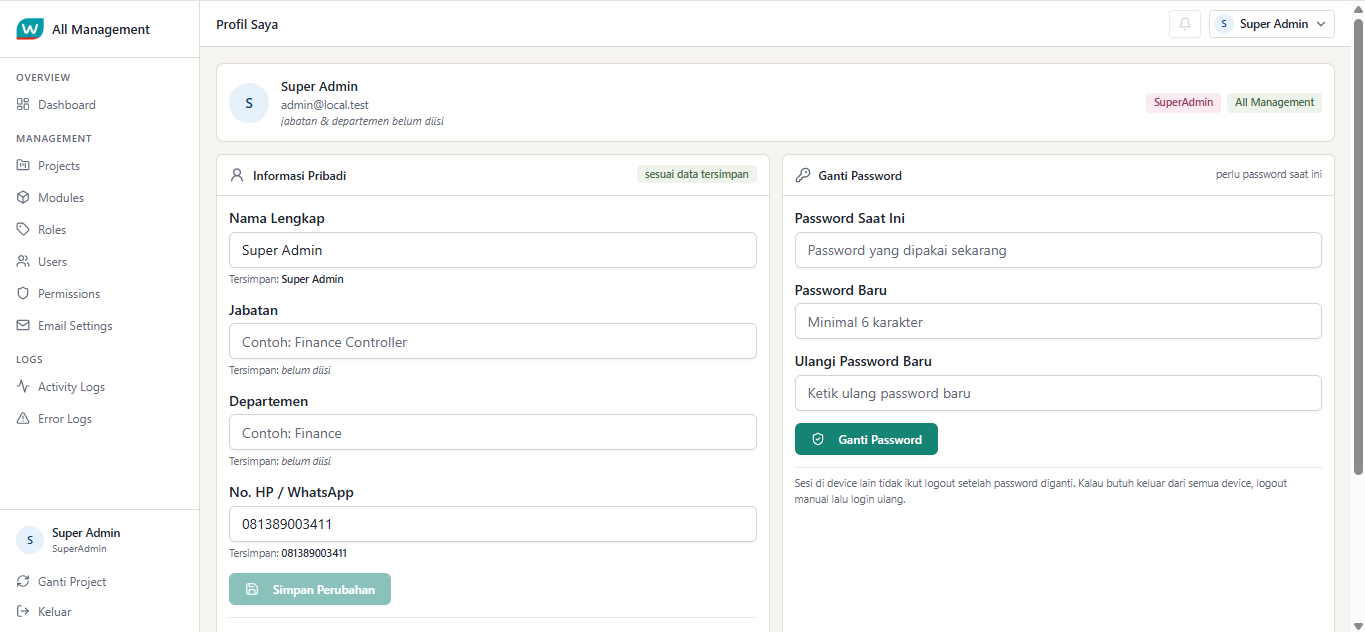 W All Management
OVERVIEW
Dashboard
MANAGEMENT
Projects
Modules
Roles
Users
Permissions
Email Settings
LOGS
Activity Logs
Error Logs
S Super Admin
SuperAdmin
Ganti Project
Keluar
Profil Saya
S Super Admin
S
Super Admin
admin@local.test
jabatan & departemen belum diisi
SuperAdmin All Management
Informasi Pribadi sesuai data tersimpan
Nama Lengkap
Super Admin
Tersimpan: Super Admin
Jabatan
Contoh: Finance Controller
Tersimpan: belum diisi
Departemen
Contoh: Finance
Tersimpan: belum diisi
No. HP / WhatsApp
081389003411
Tersimpan: 081389003411
Simpan Perubahan
Ganti Password perlu password saat ini
Password Saat Ini
Password yang dipakai sekarang
Password Baru
Minimal 6 karakter
Ulangi Password Baru
Ketik ulang password baru
Ganti Password
Sesi di device lain tidak ikut logout setelah password diganti. Kalau butuh keluar dari semua device, logout
manual lalu login ulang.